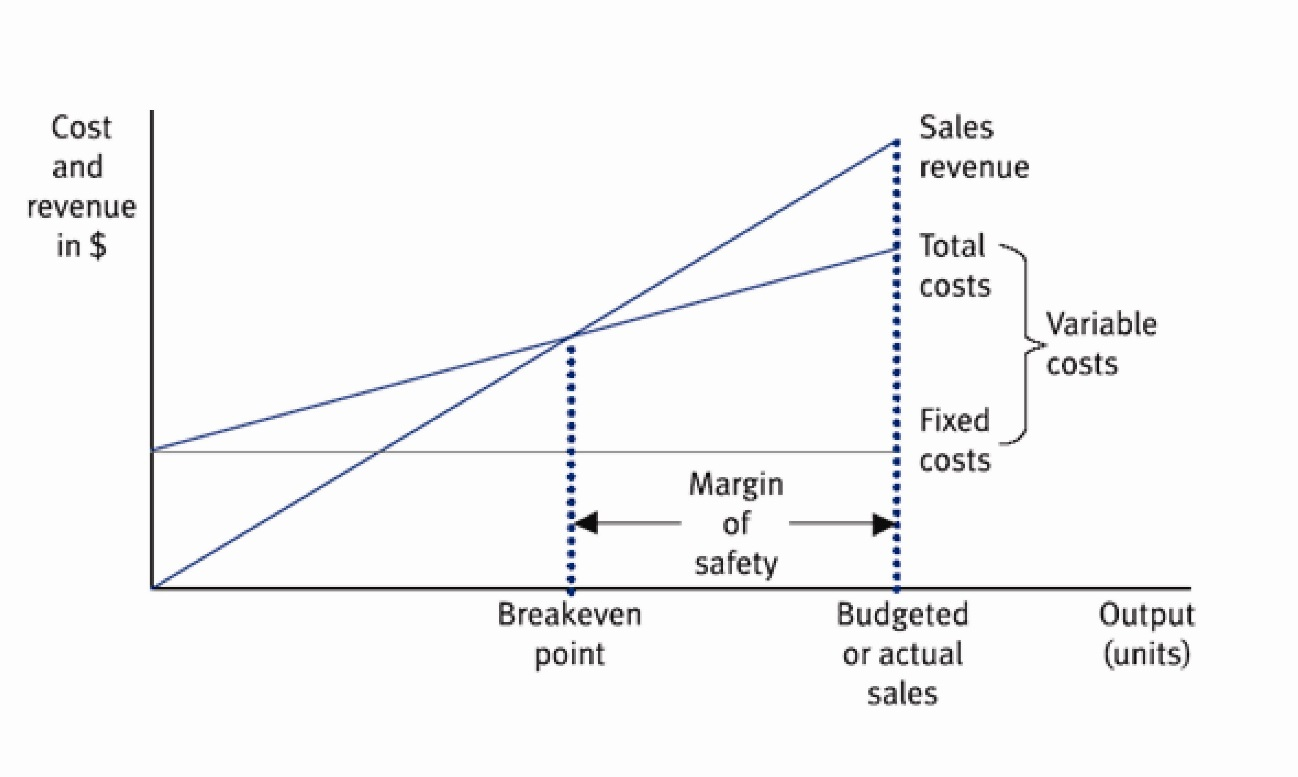 Cost
and
revenue
in $
Sales
revenue
Total
costs
Variable
costs
Fixed
costs
Margin
of
safety
Breakeven
point
Budgeted
or actual
sales
Output
(units)